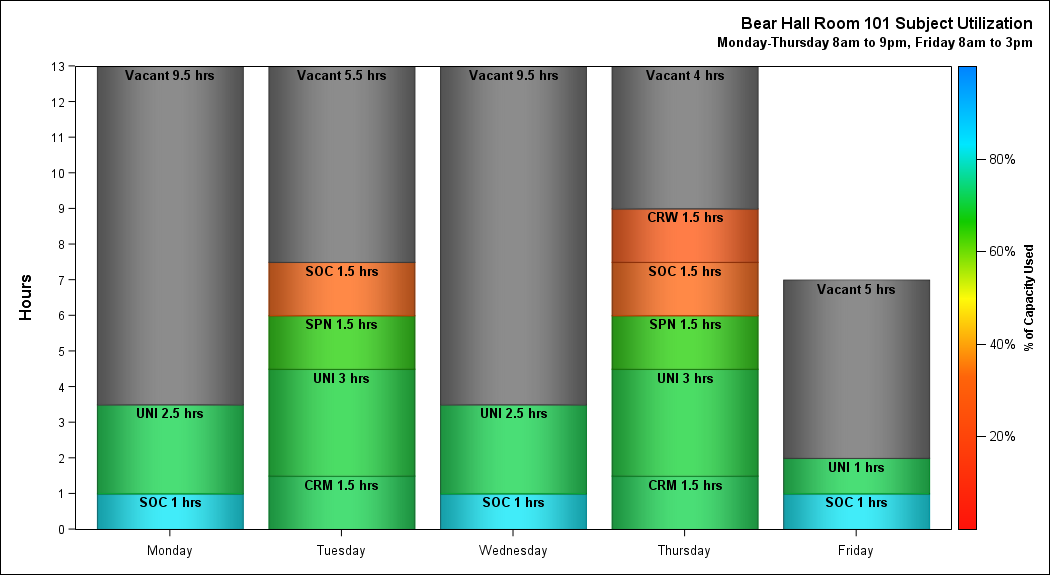 Bear Hall Room 101 Subject Utilization
Monday-Thursday 8am to 9pm, Friday 8am to 3pm
Hours
13
12
11
10
9
8
7
6
5
4
3
2
1
0
Vacant 9.5 hrs
UNI 2.5 hrs
SOC 1 hrs
Monday
Vacant 5.5 hrs
SOC 1.5 hrs
SPN 1.5 hrs
UNI 3 hrs
CRM 1.5 hrs
Tuesday
Vacant 9.5 hrs
UNI 2.5 hrs
SOC 1 hrs
Wednesday
Vacant 4 hrs
CRW 1.5 hrs
SOC 1.5 hrs
SPN 1.5 hrs
UNI 3 hrs
CRM 1.5 hrs
Thursday
Vacant 5 hrs
UNI 1 hrs
SOC 1 hrs
Friday
80%
60%
40%
20%
% of Capacity Used